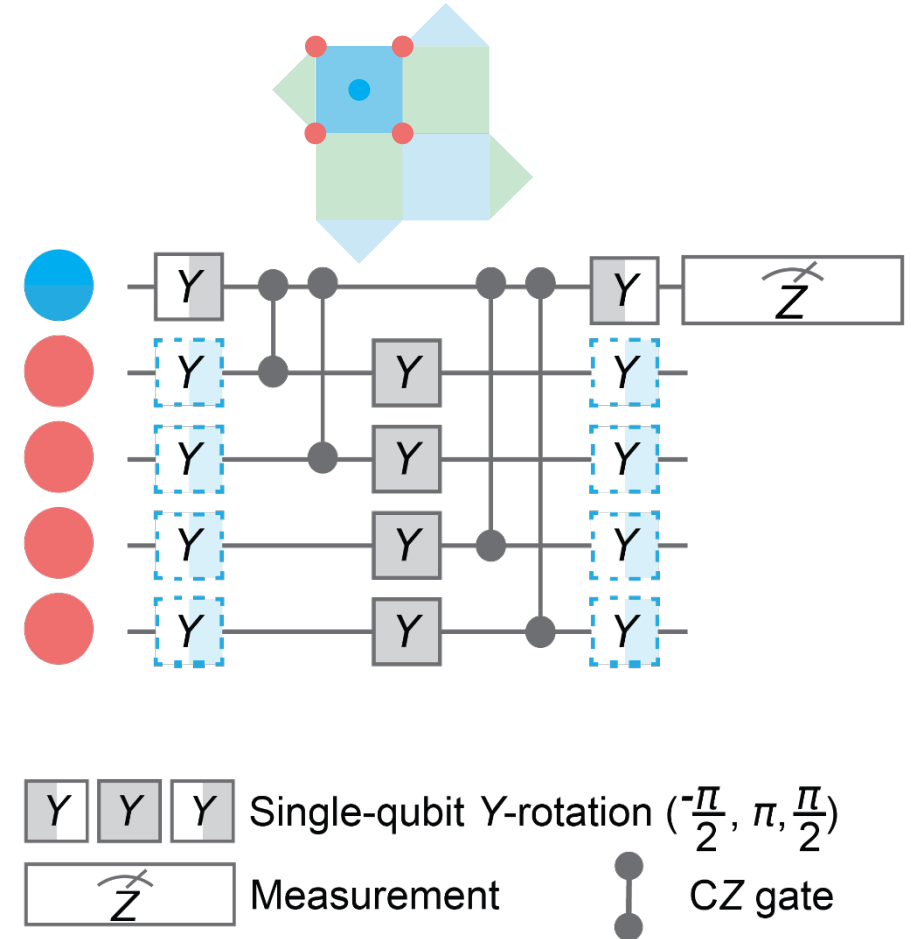 Y Y Z
Y Y Y
Y Y Y
Y Y Y
Y Y Y
Y Y Y Single-qubit Y-rotation (-π/2, π, π/2)
Z Measurement CZ gate